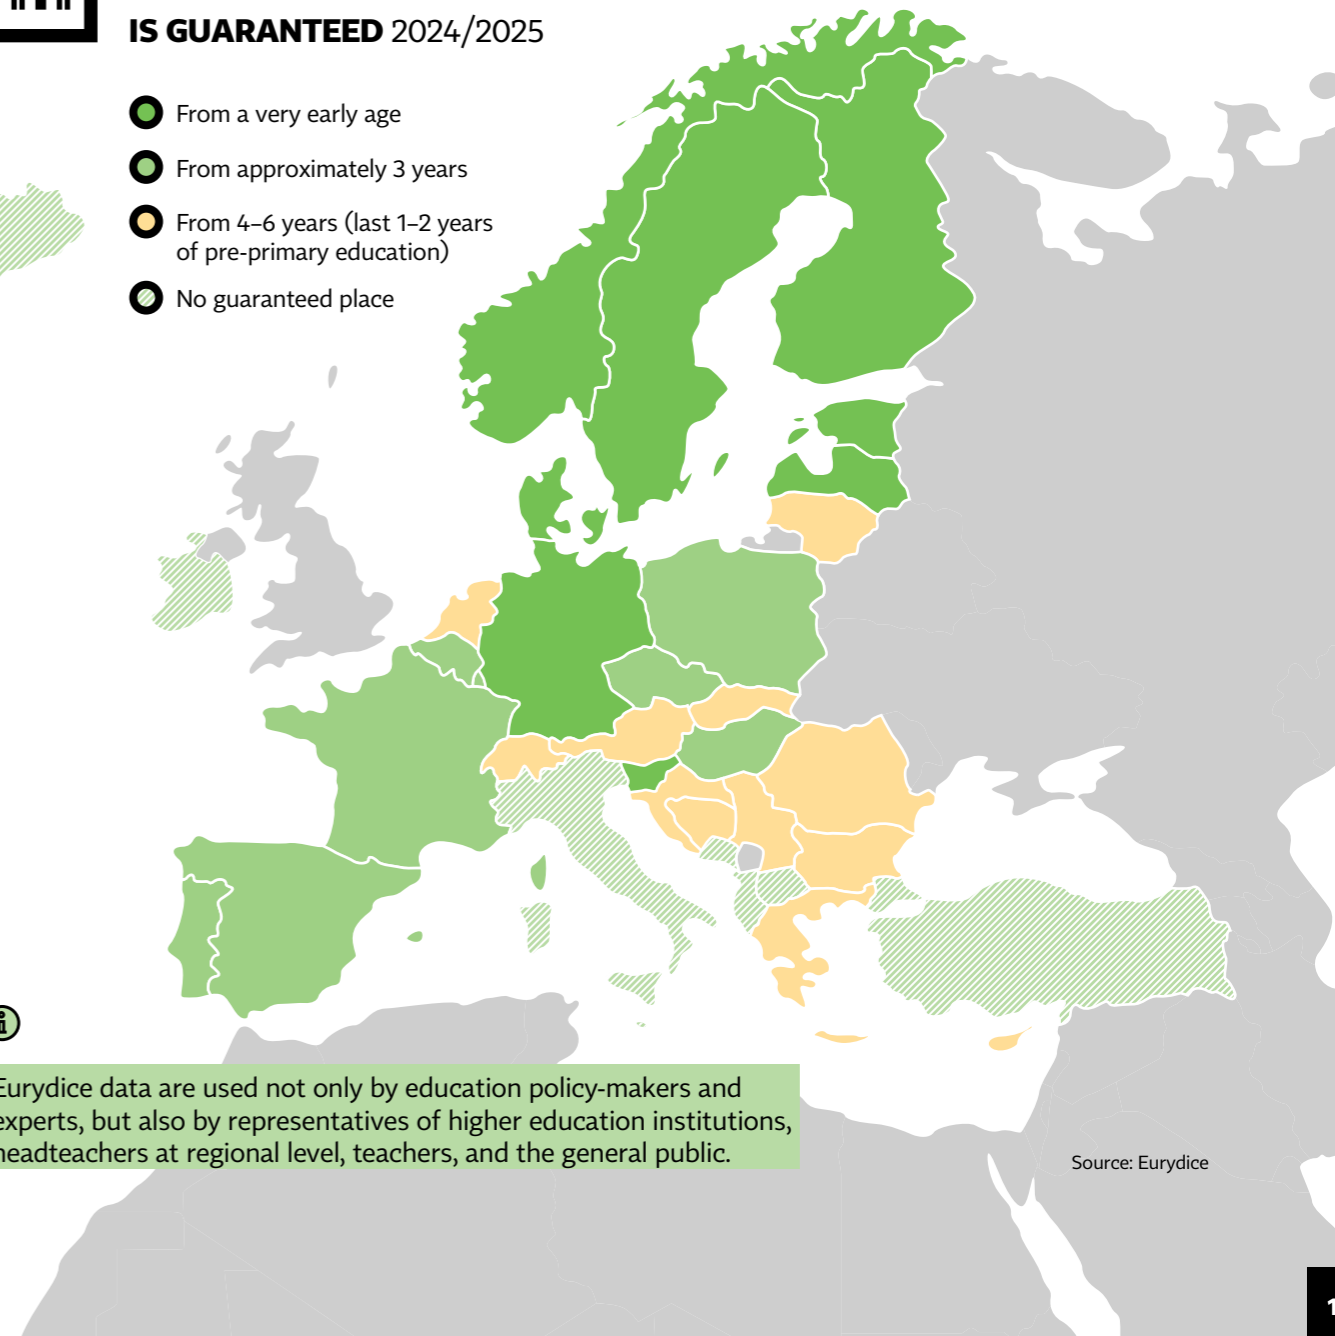 IS GUARANTEED 2024/2025
From a very early age
From approximately 3 years
From 4–6 years (last 1–2 years
of pre-primary education)
No guaranteed place
Eurydice data are used not only by education policy-makers and
experts, but also by representatives of higher education institutions,
headteachers at regional level, teachers, and the general public.
Source: Eurydice